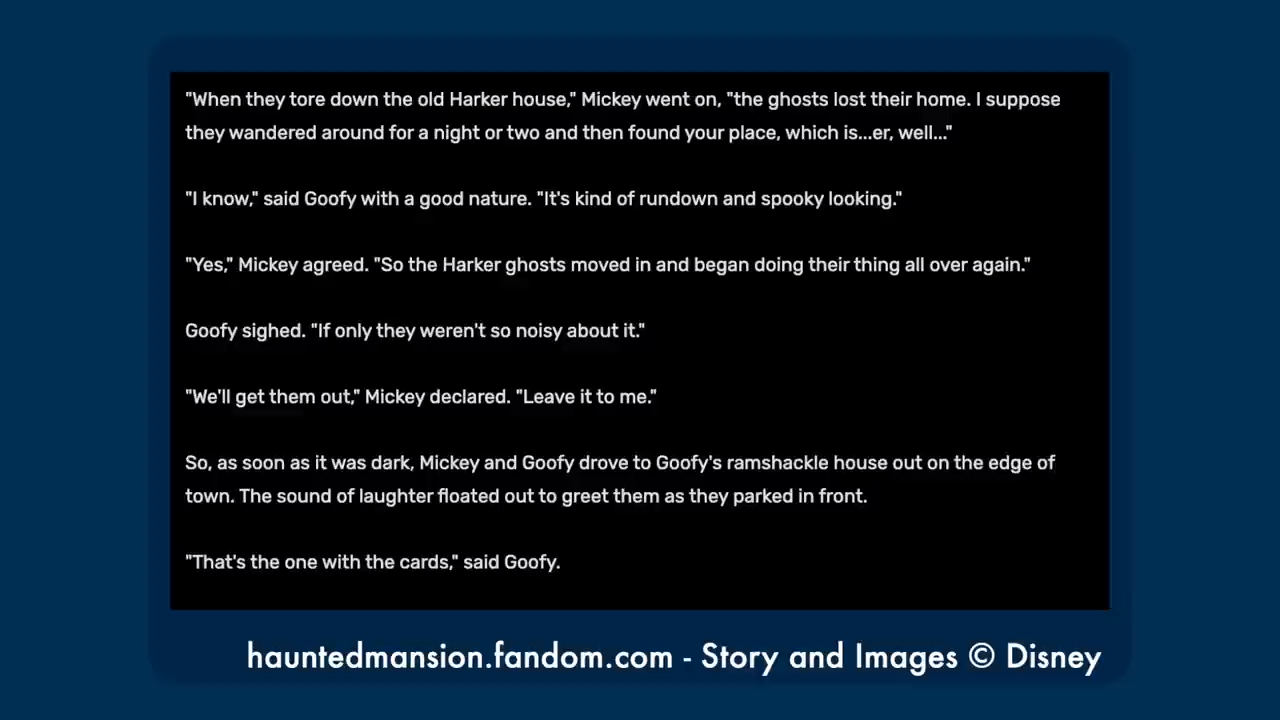 "When they tore down the old Harker house," Mickey went on, "the ghosts lost their home. I suppose
they wandered around for a night or two and then found your place, which is...er, well..."
"I know," said Goofy with a good nature. "It's kind of rundown and spooky looking."
"Yes," Mickey agreed. "So the Harker ghosts moved in and began doing their thing all over again."
Goofy sighed. "If only they weren't so noisy about it."
"We'll get them out," Mickey declared. "Leave it to me."
So, as soon as it was dark, Mickey and Goofy drove to Goofy's ramshackle house out on the edge of
town. The sound of laughter floated out to greet them as they parked in front.
"That's the one with the cards," said Goofy.
hauntedmansion.fandom.com - Story and Images © Disney